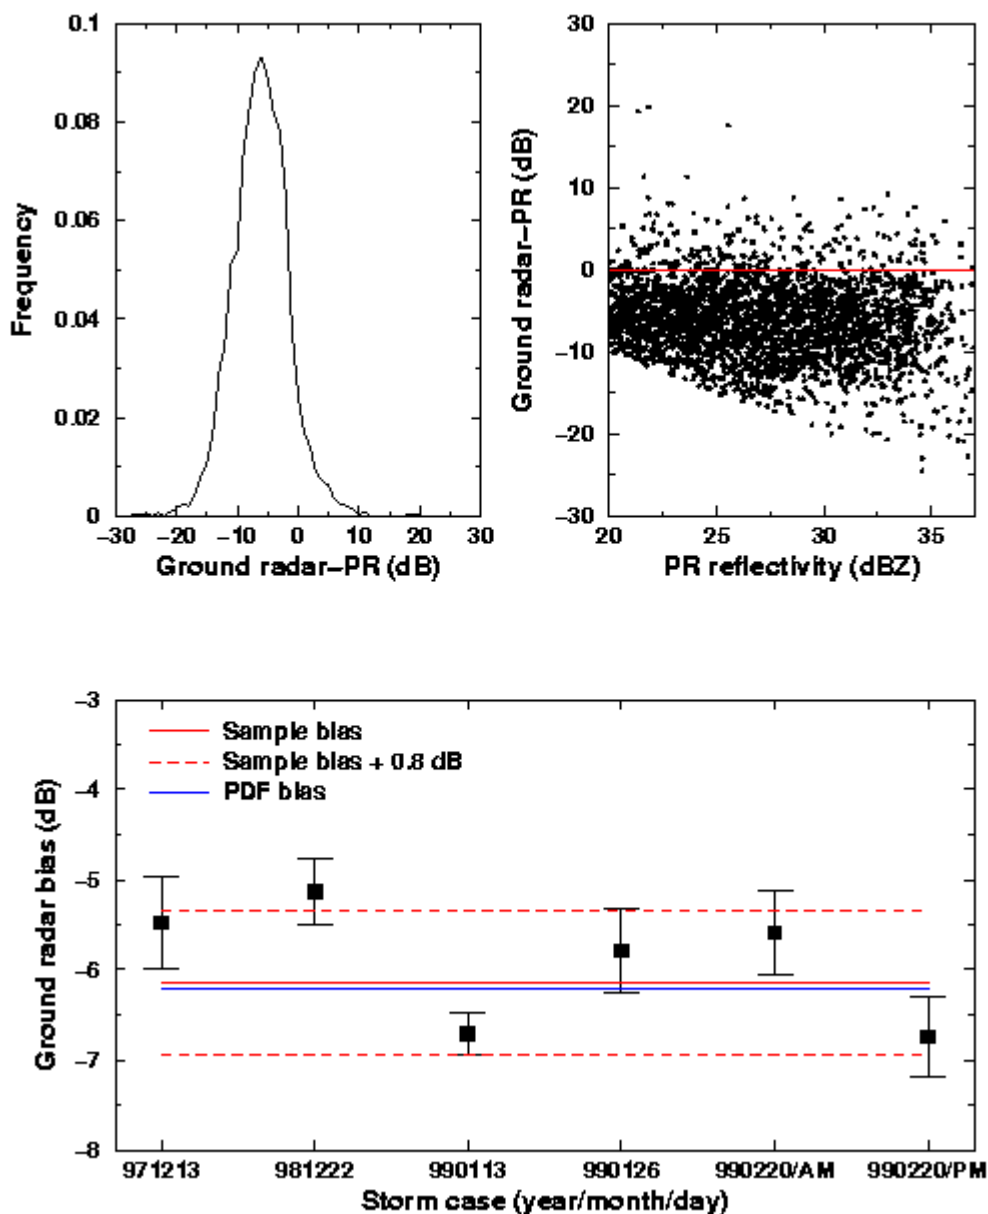 0.1
0.08
0.06
0.04
0.02
0
Frequency
−30 −20 −10 0 10 20 30
Ground radar−PR (dB)
30
20
10
0
−10
−20
−30
Ground radar−PR (dB)
20 25 30 35
PR reflectivity (dBZ)
−3
−4
−5
−6
−7
−8
Ground radar bias (dB)
Sample bias
Sample bias + 0.8 dB
PDF bias
971213 981222 990113 990126 990220/AM 990220/PM
Storm case (year/month/day)